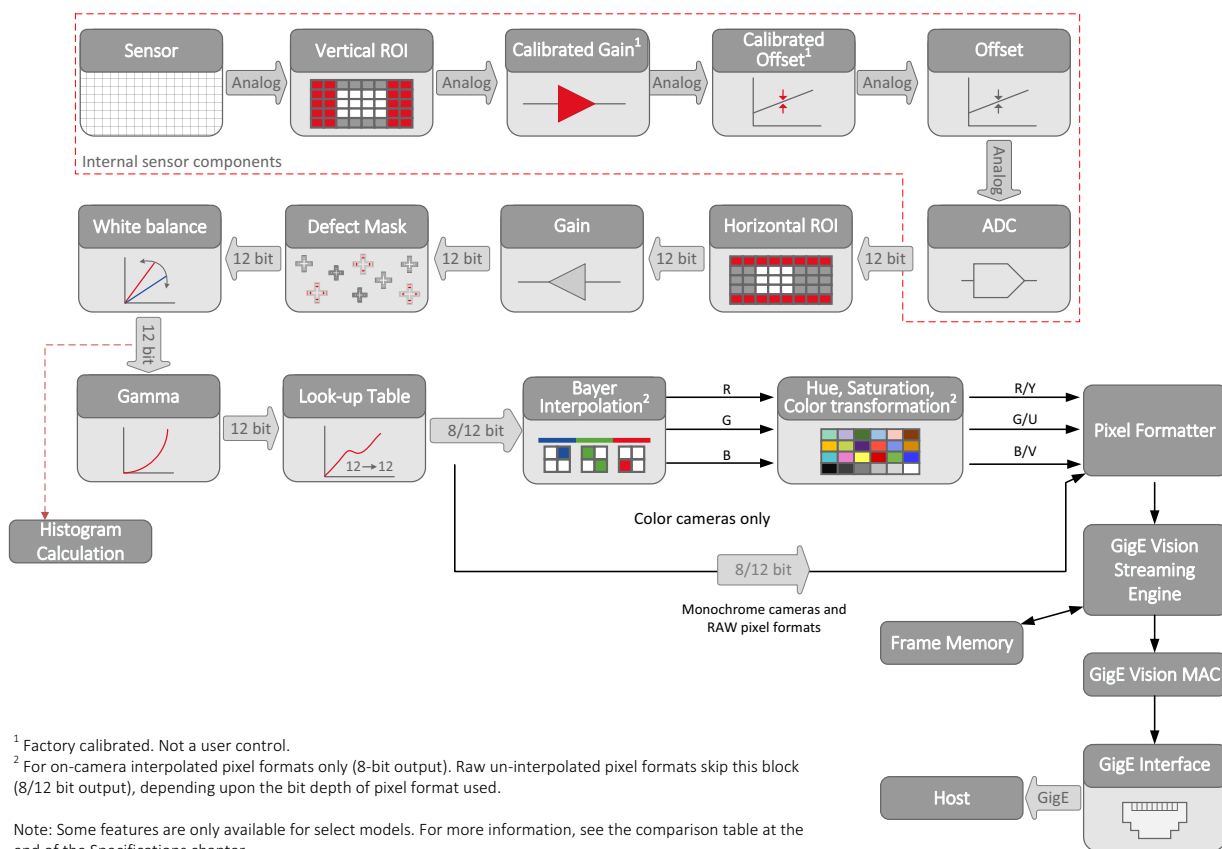 Sensor
Analog
Vertical ROI
Analog
Calibrated Gain¹
Analog
Calibrated
Offset¹
Analog
Offset
Internal sensor components
Analog
White balance
12 bit
Defect Mask
12 bit
Gain
12 bit
Horizontal ROI
12 bit
ADC
12 bit
Gamma
12 bit
Look-up Table
12→12
8/12 bit
Bayer
Interpolation²
R
G
B
Hue, Saturation,
Color transformation²
R/Y
G/U
B/V
Pixel Formatter
Histogram
Calculation
Color cameras only
8/12 bit
Monochrome cameras and
RAW pixel formats
GigE Vision
Streaming
Engine
Frame Memory
GigE Vision MAC
GigE Interface
GigE
Host
¹ Factory calibrated. Not a user control.
² For on-camera interpolated pixel formats only (8-bit output). Raw un-interpolated pixel formats skip this block
(8/12 bit output), depending upon the bit depth of pixel format used.
Note: Some features are only available for select models. For more information, see the comparison table at the
end of the Specifications chapter